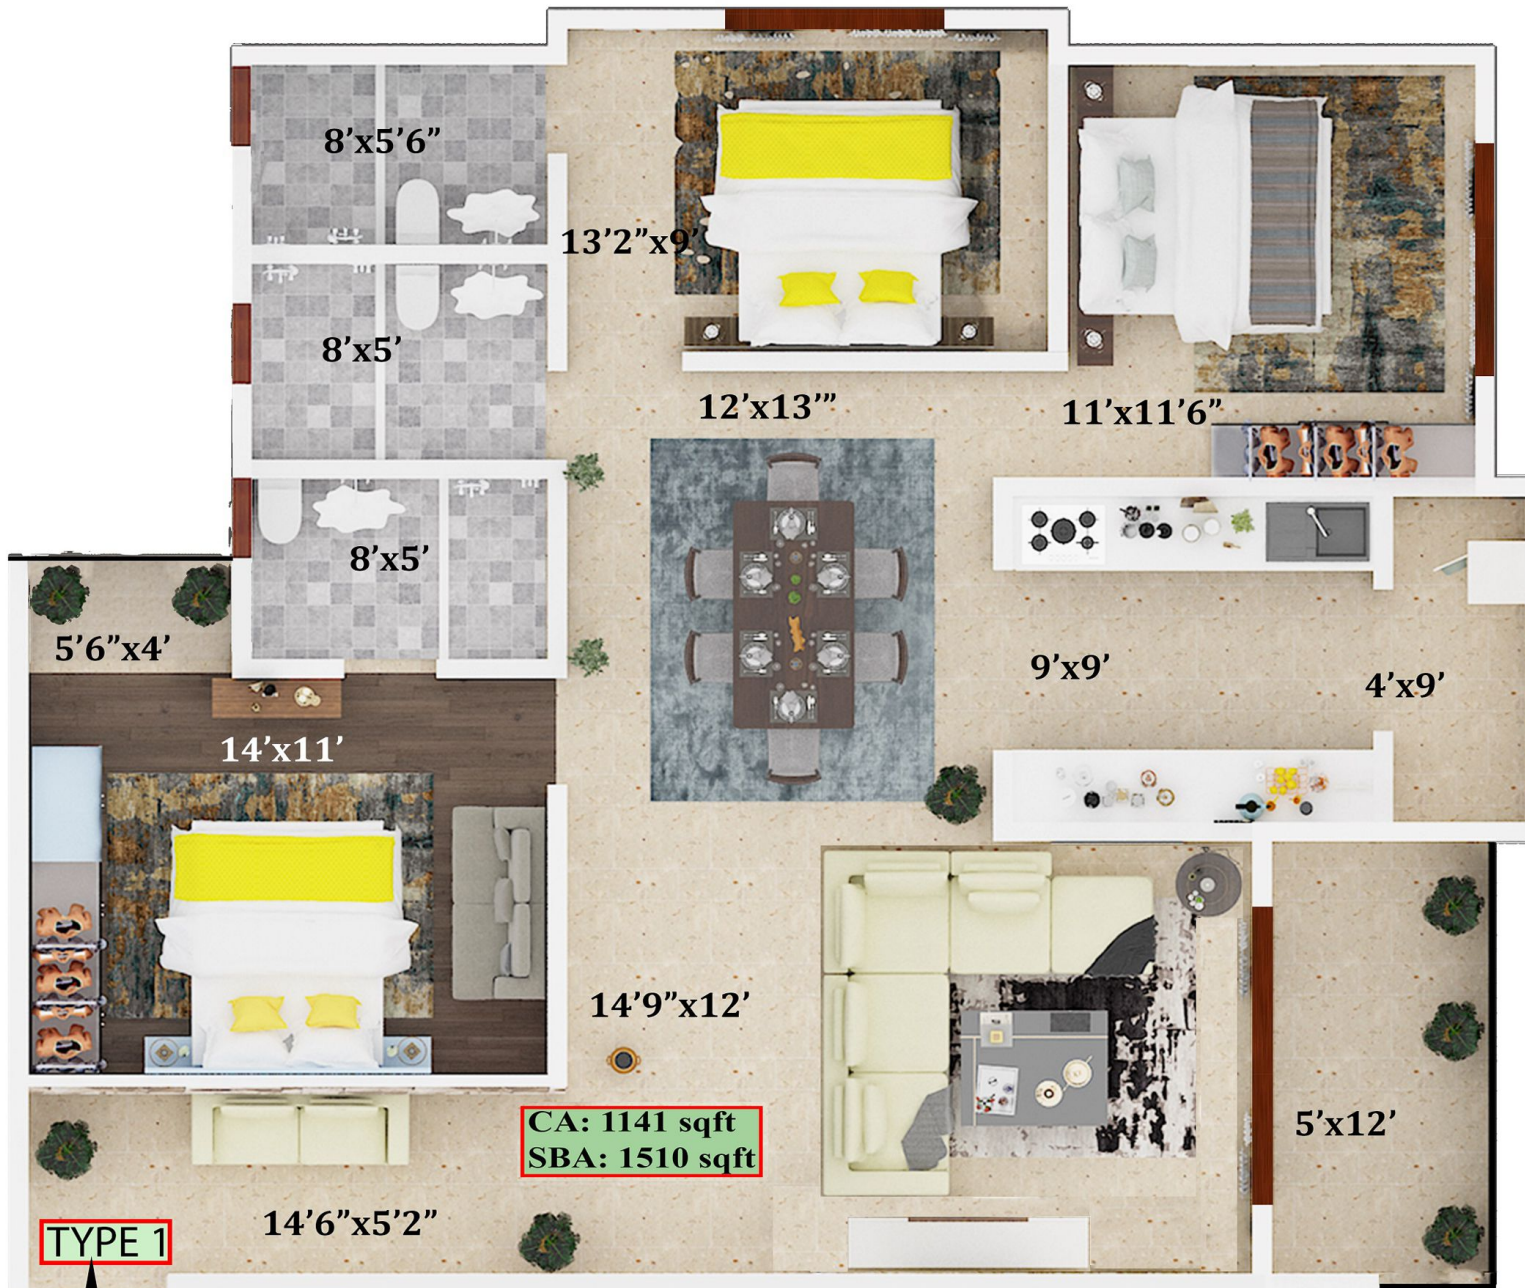 8’x5’6”
13’2”x9’
8’x5’
12’x13’”
11’x11’6”
8’x5’
5’6”x4’
9’x9’
4’x9’
14’x11’
14’9”x12’
CA: 1141 sqft
SBA: 1510 sqft
5’x12’
14’6”x5’2”
TYPE 1